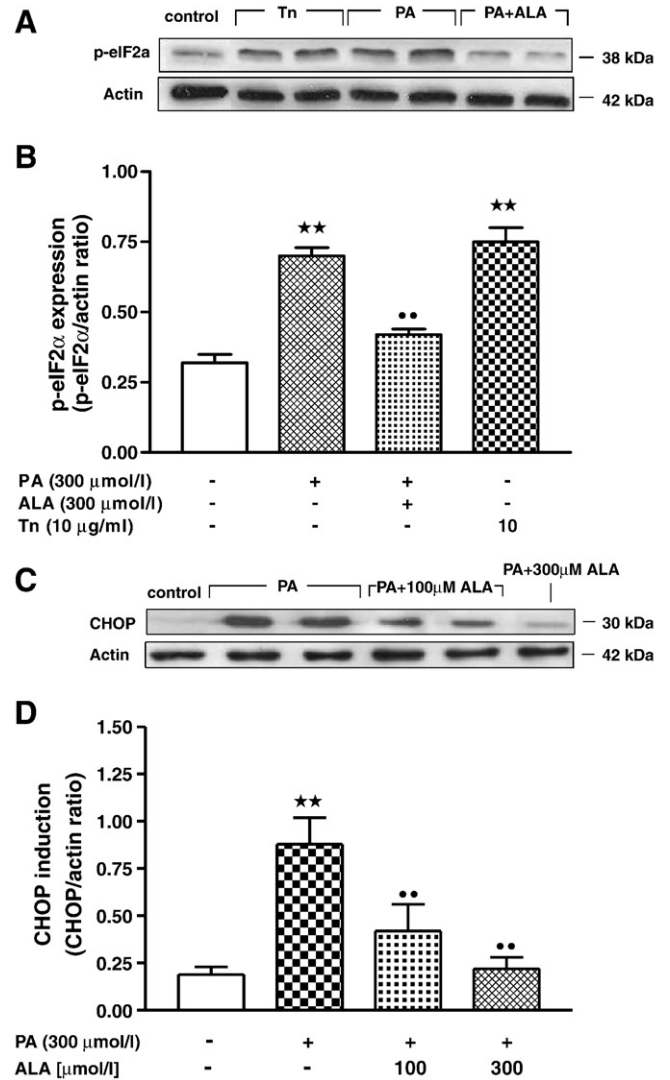 A
control Tn PA PA+ALA
p-eIF2a 38 kDa
Actin 42 kDa
B
p-eIF2α expression
(p-eIF2α/actin ratio)
1.00
0.75
0.50
0.25
0.00
★★
••
★★
PA (300 µmol/l) - + + -
ALA (300 µmol/l) - - + -
Tn (10 µg/ml) - - - 10
C
control PA PA+100µM ALA PA+300µM ALA
CHOP 30 kDa
Actin 42 kDa
D
CHOP induction
(CHOP/actin ratio)
1.50
1.25
1.00
0.75
0.50
0.25
0.00
★★
••
••
PA (300 µmol/l) - + + +
ALA [µmol/l] - - 100 300